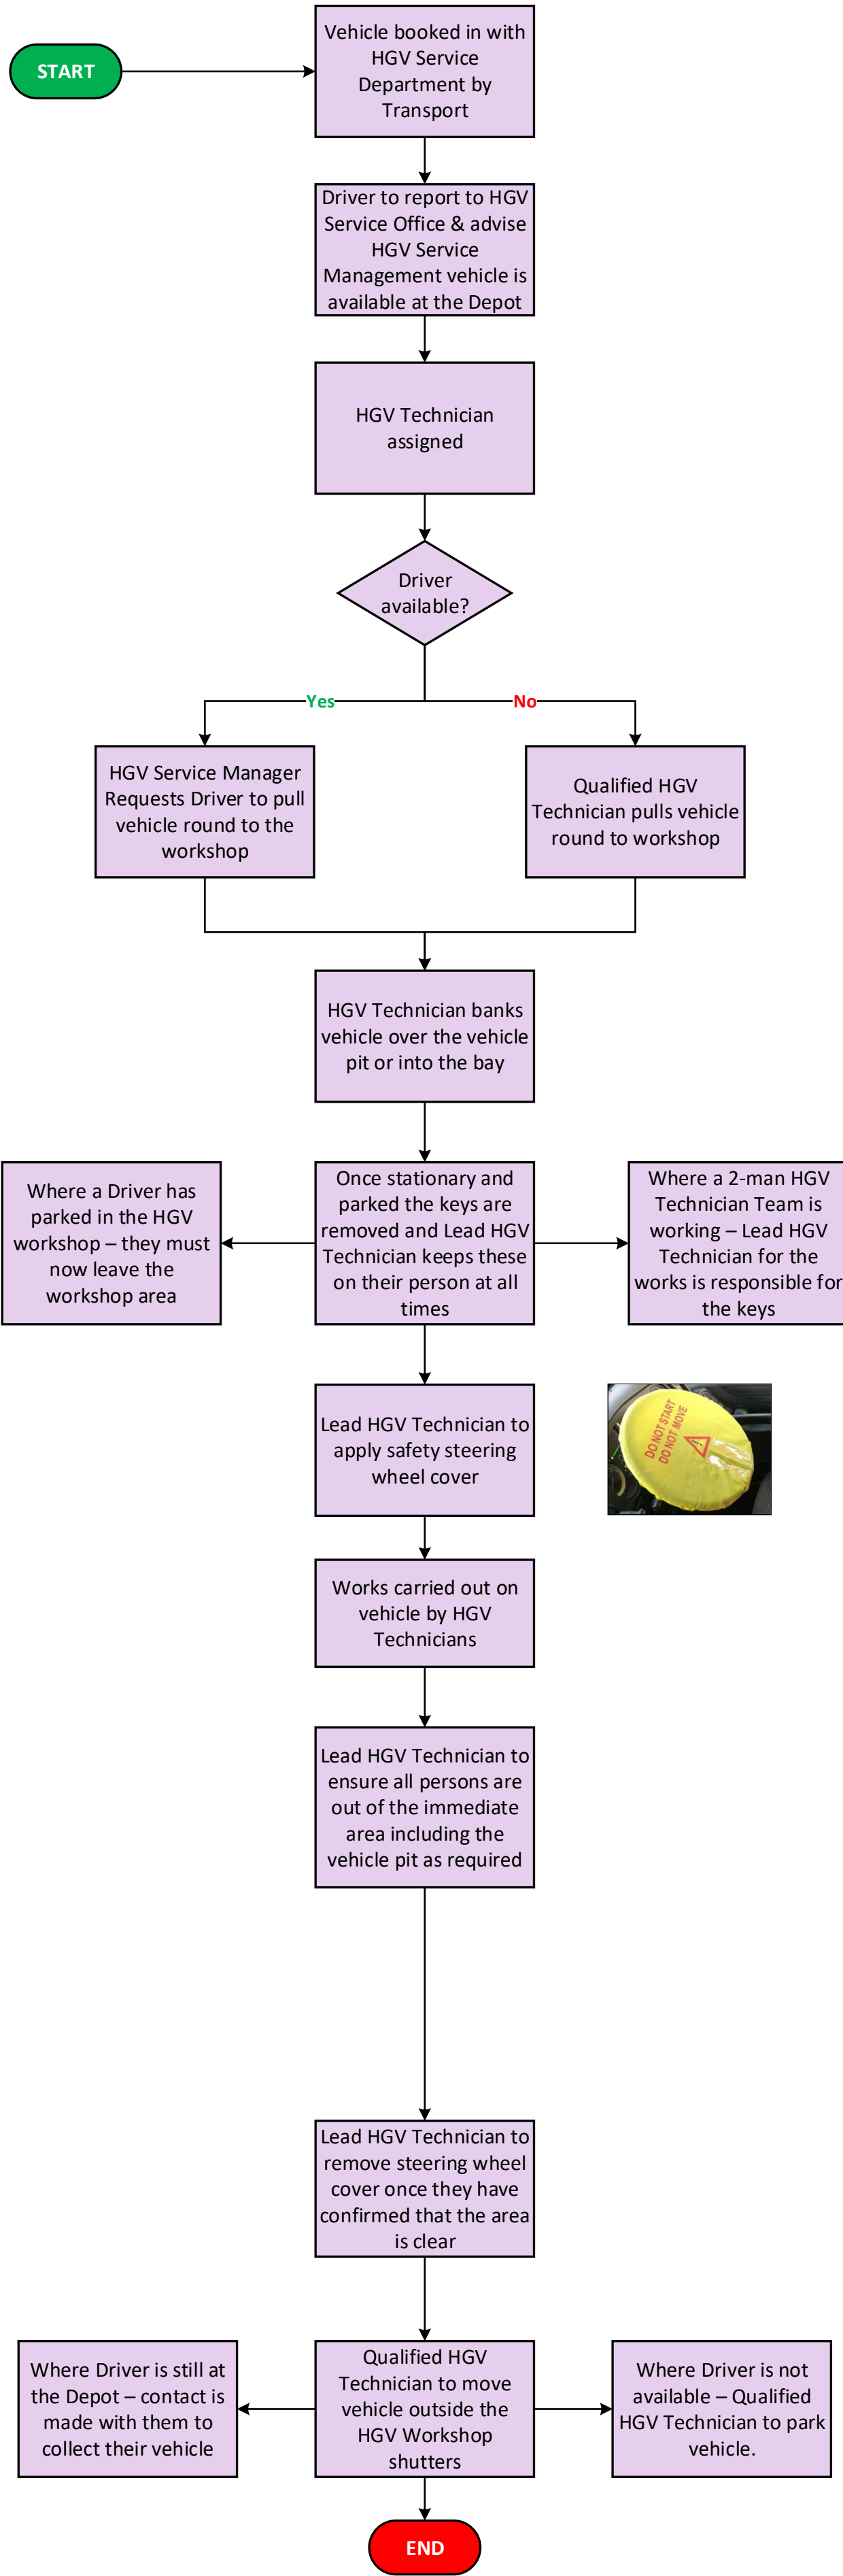 START
Vehicle booked in with
HGV Service
Department by
Transport
Driver to report to HGV
Service Office & advise
HGV Service
Management vehicle is
available at the Depot
HGV Technician
assigned
Driver
available?
Yes
No
HGV Service Manager
Requests Driver to pull
vehicle round to the
workshop
Qualified HGV
Technician pulls vehicle
round to workshop
HGV Technician banks
vehicle over the vehicle
pit or into the bay
Where a Driver has
parked in the HGV
workshop – they must
now leave the
workshop area
Once stationary and
parked the keys are
removed and Lead HGV
Technician keeps these
on their person at all
times
Where a 2-man HGV
Technician Team is
working – Lead HGV
Technician for the
works is responsible for
the keys
Lead HGV Technician to
apply safety steering
wheel cover
DO NOT START
DO NOT MOVE
Works carried out on
vehicle by HGV
Technicians
Lead HGV Technician to
ensure all persons are
out of the immediate
area including the
vehicle pit as required
Lead HGV Technician to
remove steering wheel
cover once they have
confirmed that the area
is clear
Where Driver is still at
the Depot – contact is
made with them to
collect their vehicle
Qualified HGV
Technician to move
vehicle outside the
HGV Workshop
shutters
Where Driver is not
available – Qualified
HGV Technician to park
vehicle.
END